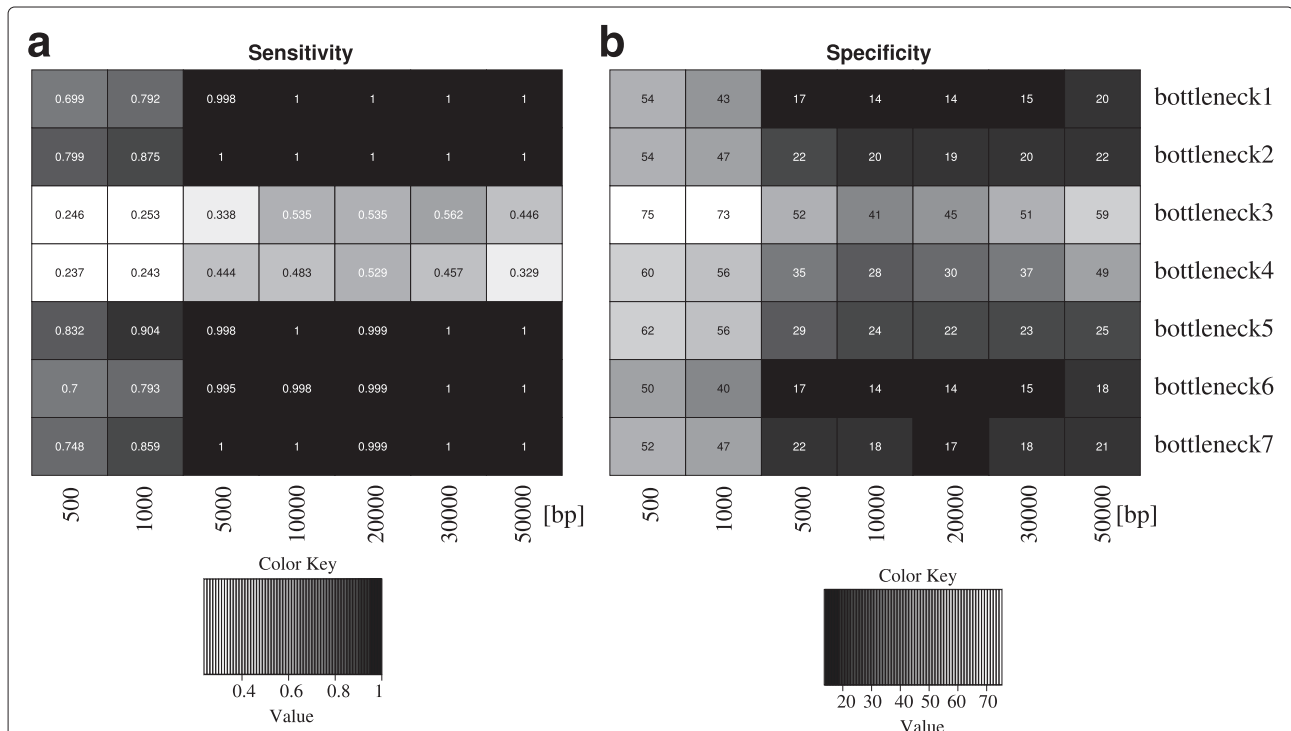 a b
Sensitivity Specificity
0.699 0.792 0.998 1 1 1 1 54 43 17 14 14 15 20 bottleneck1
0.799 0.875 1 1 1 1 1 54 47 22 20 19 20 22 bottleneck2
0.246 0.253 0.338 0.535 0.535 0.562 0.446 75 73 52 41 45 51 59 bottleneck3
0.237 0.243 0.444 0.483 0.529 0.457 0.329 60 56 35 28 30 37 49 bottleneck4
0.832 0.904 0.998 1 0.999 1 1 62 56 29 24 22 23 25 bottleneck5
0.7 0.793 0.995 0.998 0.999 1 1 50 40 17 14 14 15 18 bottleneck6
0.748 0.859 1 1 0.999 1 1 52 47 22 18 17 18 21 bottleneck7
500 1000 5000 10000 20000 30000 50000 [bp] 500 1000 5000 10000 20000 30000 50000 [bp]
Color Key Color Key
0.4 0.6 0.8 1 20 30 40 50 60 70
Value Value